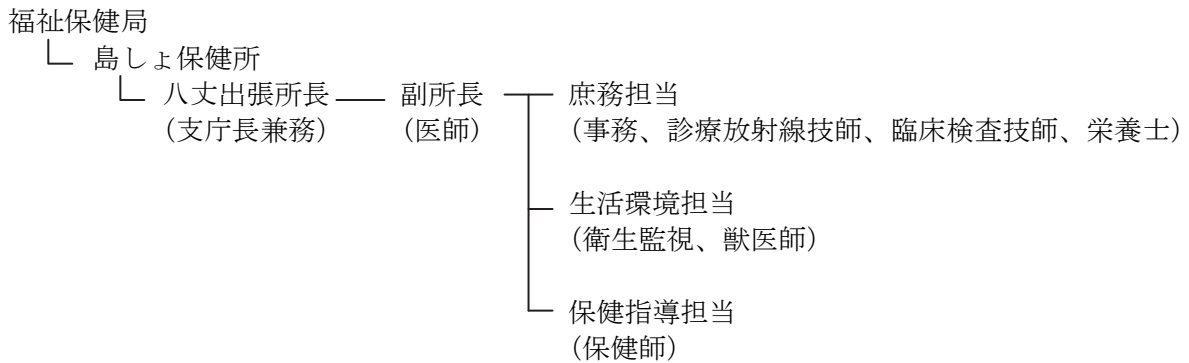 福祉保健局
島しょ保健所
八丈出張所長 副所長 庶務担当
(支庁長兼務) (医師) (事務、診療放射線技師、臨床検査技師、栄養士)
生活環境担当
(衛生監視、獣医師)
保健指導担当
(保健師)